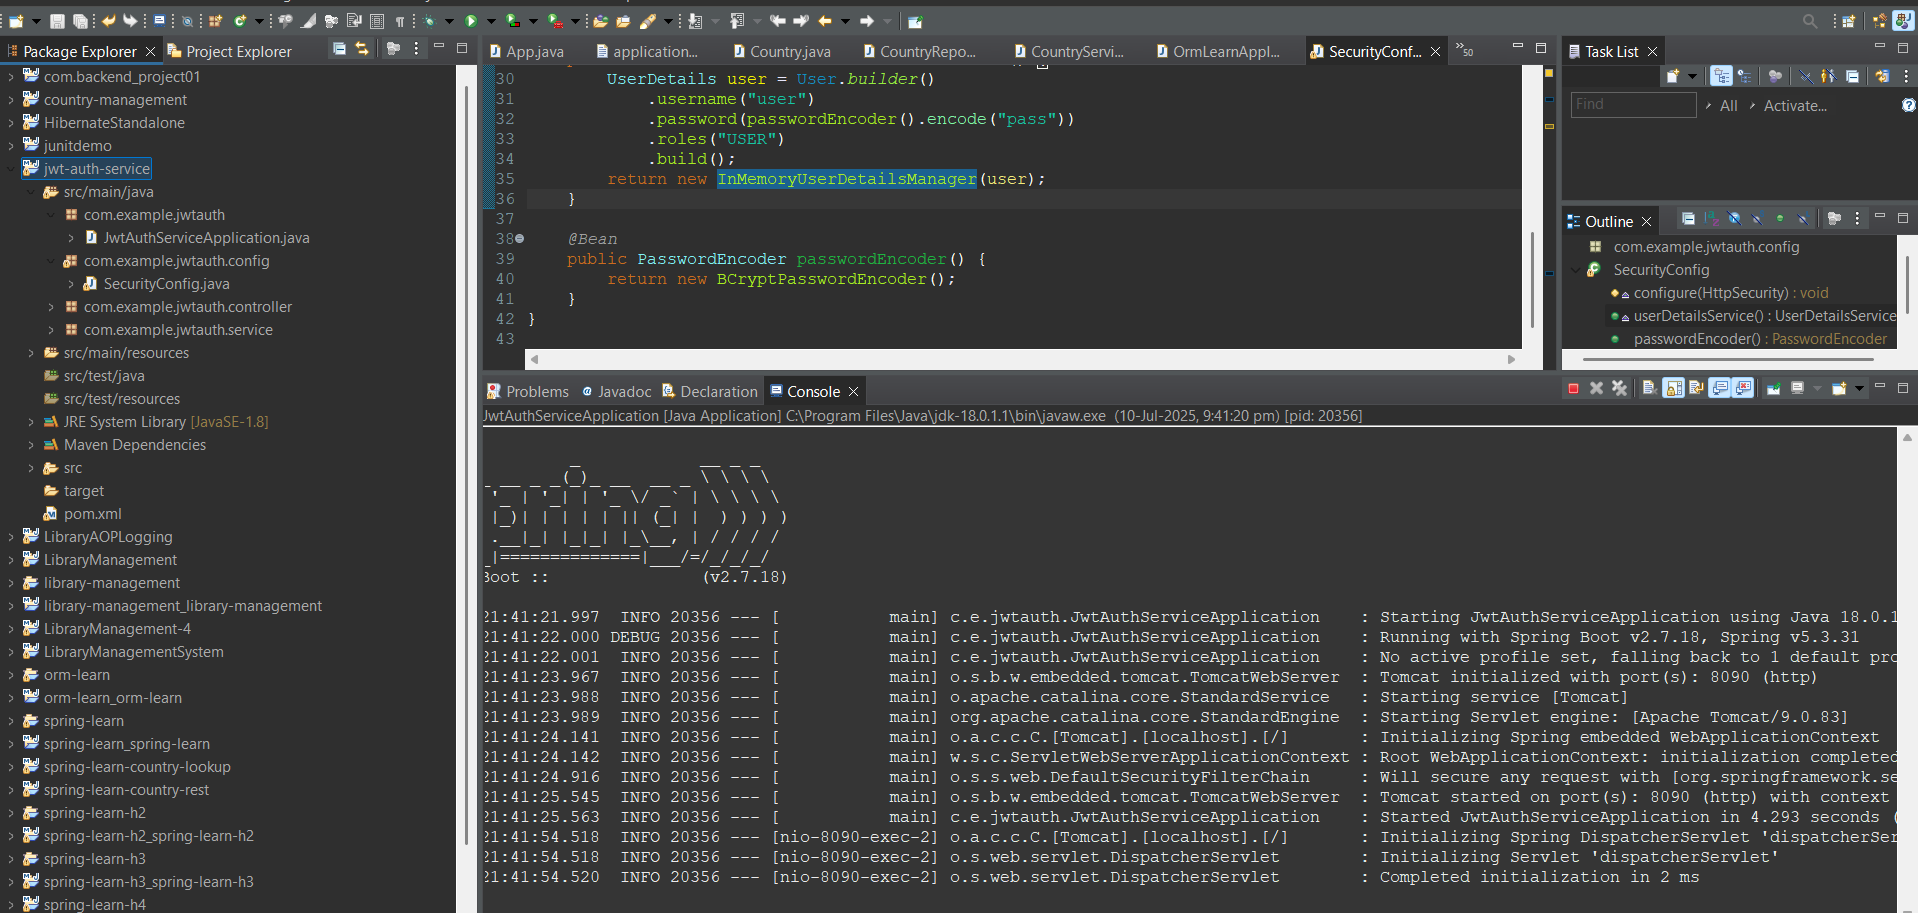 Package Explorer
Project Explorer
com.backend_project01
country-management
HibernateStandalone
junitdemo
jwt-auth-service
src/main/java
com.example.jwtauth
JwtAuthServiceApplication.java
com.example.jwtauth.config
SecurityConfig.java
com.example.jwtauth.controller
com.example.jwtauth.service
src/main/resources
src/test/java
src/test/resources
JRE System Library [JavaSE-1.8]
Maven Dependencies
src
target
pom.xml
LibraryAOPLogging
LibraryManagement
library-management
library-management_library-management
LibraryManagement-4
LibraryManagementSystem
orm-learn
orm-learn_orm-learn
spring-learn
spring-learn_spring-learn
spring-learn-country-lookup
spring-learn-country-rest
spring-learn-h2
spring-learn-h2_spring-learn-h2
spring-learn-h3
spring-learn-h3_spring-learn-h3
spring-learn-h4
App.java application... Country.java CountryRepo... CountryServi... OrmLearnAppl... SecurityConf... »50
30 UserDetails user = User.builder()
31 .username("user")
32 .password(passwordEncoder().encode("pass"))
33 .roles("USER")
34 .build();
35 return new InMemoryUserDetailsManager(user);
36 }
37
38 @Bean
39 public PasswordEncoder passwordEncoder() {
40 return new BCryptPasswordEncoder();
41 }
42 }
43
Task List
Find All Activate...
Outline
com.example.jwtauth.config
SecurityConfig
configure(HttpSecurity) : void
userDetailsService() : UserDetailsService
passwordEncoder() : PasswordEncoder
Problems Javadoc Declaration Console
JwtAuthServiceApplication [Java Application] C:\Program Files\Java\jdk-18.0.1.1\bin\javaw.exe (10-Jul-2025, 9:41:20 pm) [pid: 20356]
Boot :: (v2.7.18)
21:41:21.997 INFO 20356 --- [ main] c.e.jwtauth.JwtAuthServiceApplication : Starting JwtAuthServiceApplication using Java 18.0.1
21:41:22.000 DEBUG 20356 --- [ main] c.e.jwtauth.JwtAuthServiceApplication : Running with Spring Boot v2.7.18, Spring v5.3.31
21:41:22.001 INFO 20356 --- [ main] c.e.jwtauth.JwtAuthServiceApplication : No active profile set, falling back to 1 default pro
21:41:23.967 INFO 20356 --- [ main] o.s.b.w.embedded.tomcat.TomcatWebServer : Tomcat initialized with port(s): 8090 (http)
21:41:23.988 INFO 20356 --- [ main] o.apache.catalina.core.StandardService : Starting service [Tomcat]
21:41:23.989 INFO 20356 --- [ main] org.apache.catalina.core.StandardEngine : Starting Servlet engine: [Apache Tomcat/9.0.83]
21:41:24.141 INFO 20356 --- [ main] o.a.c.c.C.[Tomcat].[localhost].[/] : Initializing Spring embedded WebApplicationContext
21:41:24.142 INFO 20356 --- [ main] w.s.c.ServletWebServerApplicationContext : Root WebApplicationContext: initialization completed
21:41:24.916 INFO 20356 --- [ main] o.s.s.web.DefaultSecurityFilterChain : Will secure any request with [org.springframework.se
21:41:25.545 INFO 20356 --- [ main] o.s.b.w.embedded.tomcat.TomcatWebServer : Tomcat started on port(s): 8090 (http) with context
21:41:25.563 INFO 20356 --- [ main] c.e.jwtauth.JwtAuthServiceApplication : Started JwtAuthServiceApplication in 4.293 seconds (
21:41:54.518 INFO 20356 --- [nio-8090-exec-2] o.a.c.c.C.[Tomcat].[localhost].[/] : Initializing Spring DispatcherServlet 'dispatcherSer
21:41:54.518 INFO 20356 --- [nio-8090-exec-2] o.s.web.servlet.DispatcherServlet : Initializing Servlet 'dispatcherServlet'
21:41:54.520 INFO 20356 --- [nio-8090-exec-2] o.s.web.servlet.DispatcherServlet : Completed initialization in 2 ms